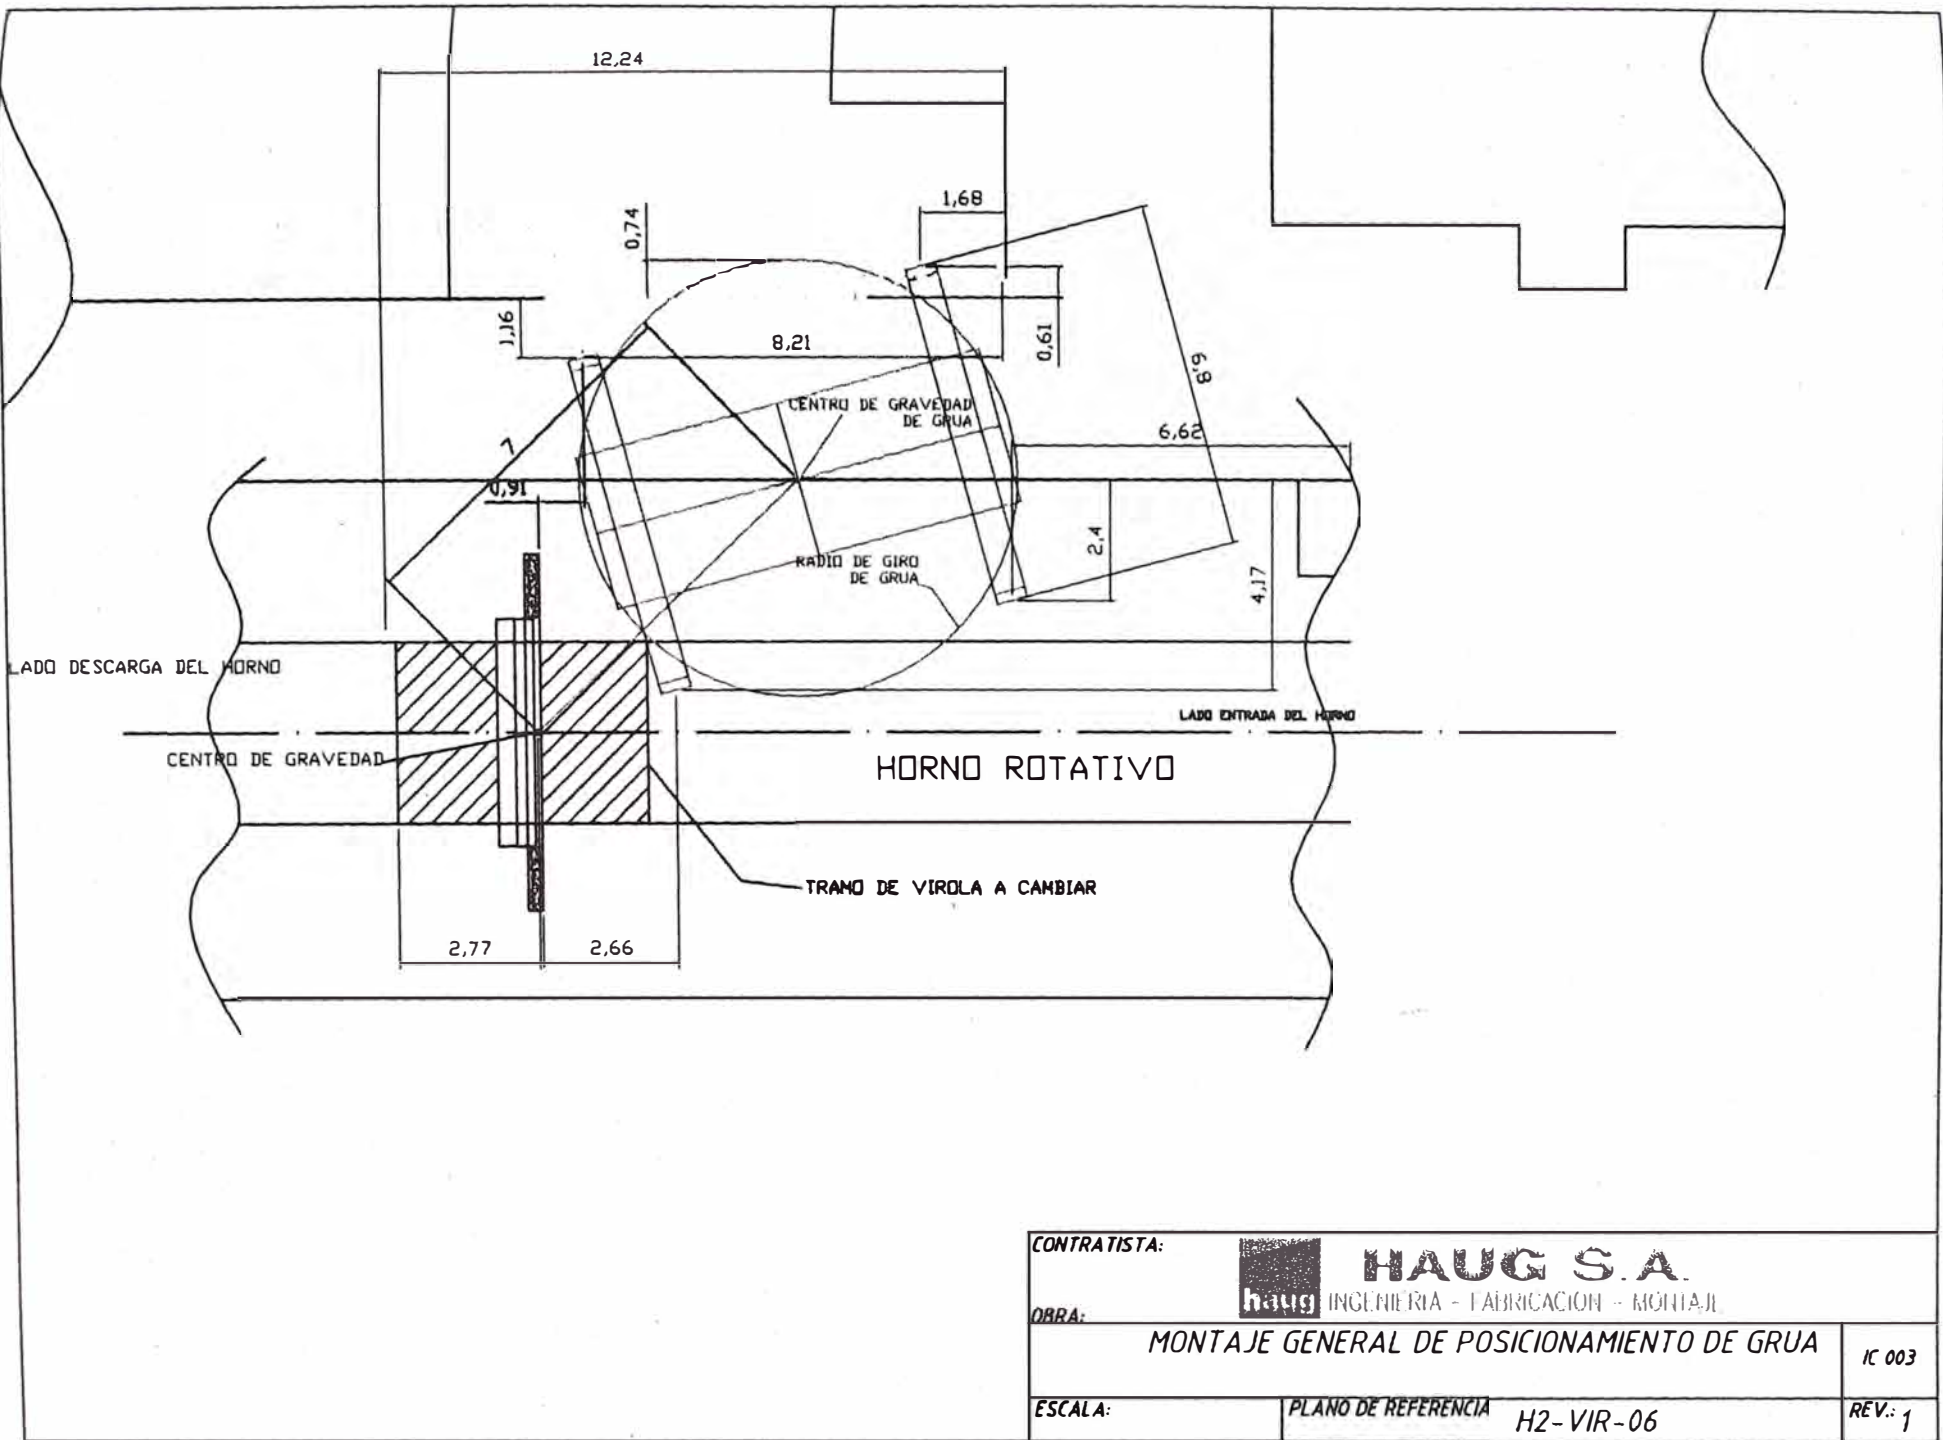 12,24
1,68
0,74
1,16
8,21
0,61
6,8
CENTRO DE GRAVEDAD
DE GRUA
6,62
7
0,91
2,4
RADIO DE GIRO
DE GRUA
4,17
LADO DESCARGA DEL HORNO
LADO ENTRADA DEL HORNO
CENTRO DE GRAVEDAD
HORNO ROTATIVO
TRAMO DE VIROLA A CAMBIAR
2,77
2,66
CONTRATISTA:
haug
HAUG S.A.
INGENIERIA - FABRICACION - MONTAJE
OBRA:
MONTAJE GENERAL DE POSICIONAMIENTO DE GRUA
IC 003
ESCALA:
PLANO DE REFERENCIA
H2-VIR-06
REV.: 1